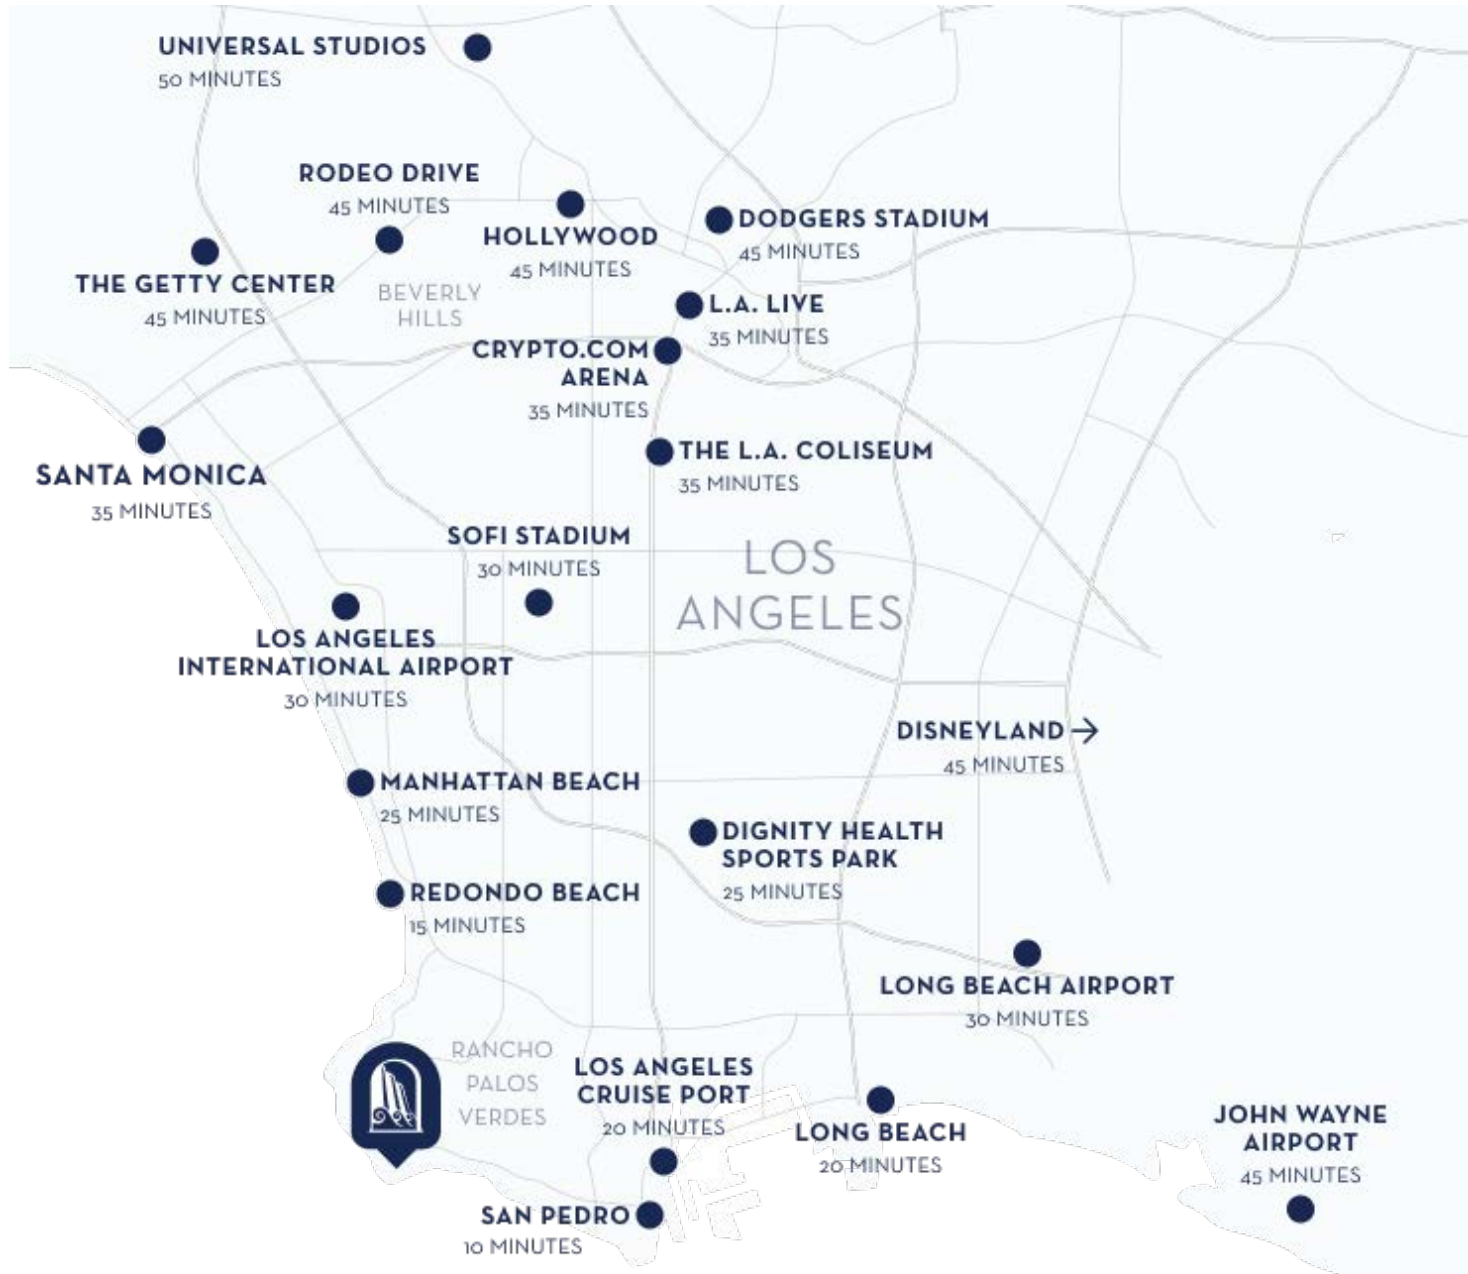 UNIVERSAL STUDIOS
50 MINUTES
RODEO DRIVE
45 MINUTES
HOLLYWOOD
45 MINUTES
DODGERS STADIUM
45 MINUTES
THE GETTY CENTER
45 MINUTES
BEVERLY
HILLS
L.A. LIVE
35 MINUTES
CRYPTO.COM
ARENA
35 MINUTES
SANTA MONICA
35 MINUTES
THE L.A. COLISEUM
35 MINUTES
SOFI STADIUM
30 MINUTES
LOS
ANGELES
LOS ANGELES
INTERNATIONAL AIRPORT
30 MINUTES
DISNEYLAND →
45 MINUTES
MANHATTAN BEACH
25 MINUTES
DIGNITY HEALTH
SPORTS PARK
25 MINUTES
REDONDO BEACH
15 MINUTES
LONG BEACH AIRPORT
30 MINUTES
RANCHO
PALOS
VERDES
LOS ANGELES
CRUISE PORT
20 MINUTES
LONG BEACH
20 MINUTES
JOHN WAYNE
AIRPORT
45 MINUTES
SAN PEDRO
10 MINUTES